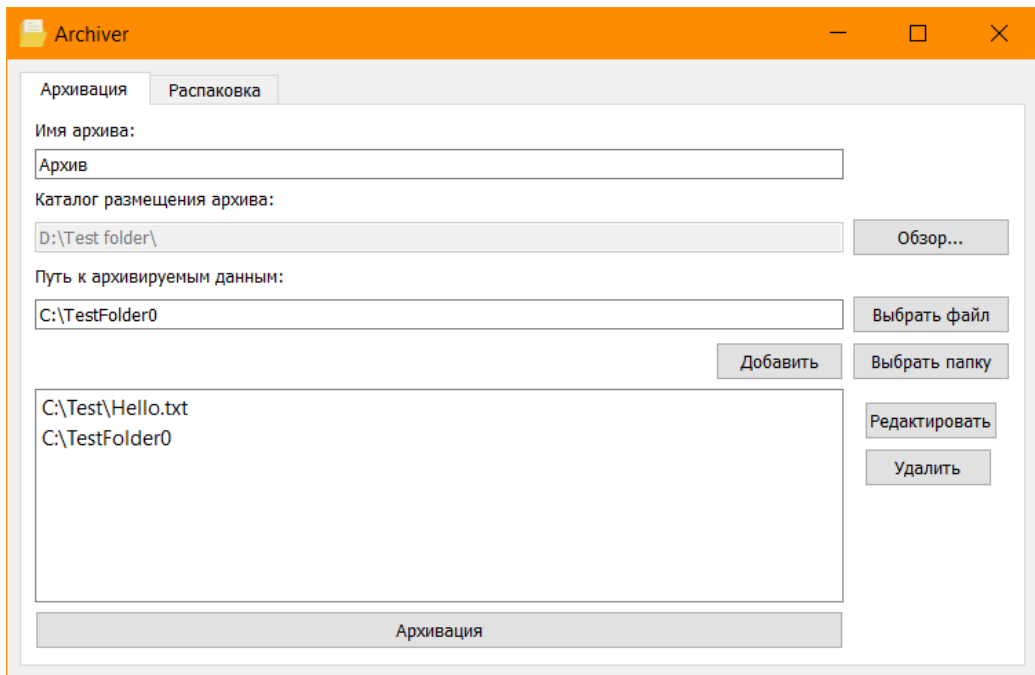 Archiver
Архивация Распаковка
Имя архива:
Архив
Каталог размещения архива:
D:\Test folder\ Обзор...
Путь к архивируемым данным:
C:\TestFolder0 Выбрать файл
Добавить Выбрать папку
C:\Test\Hello.txt
C:\TestFolder0
Редактировать
Удалить
Архивация